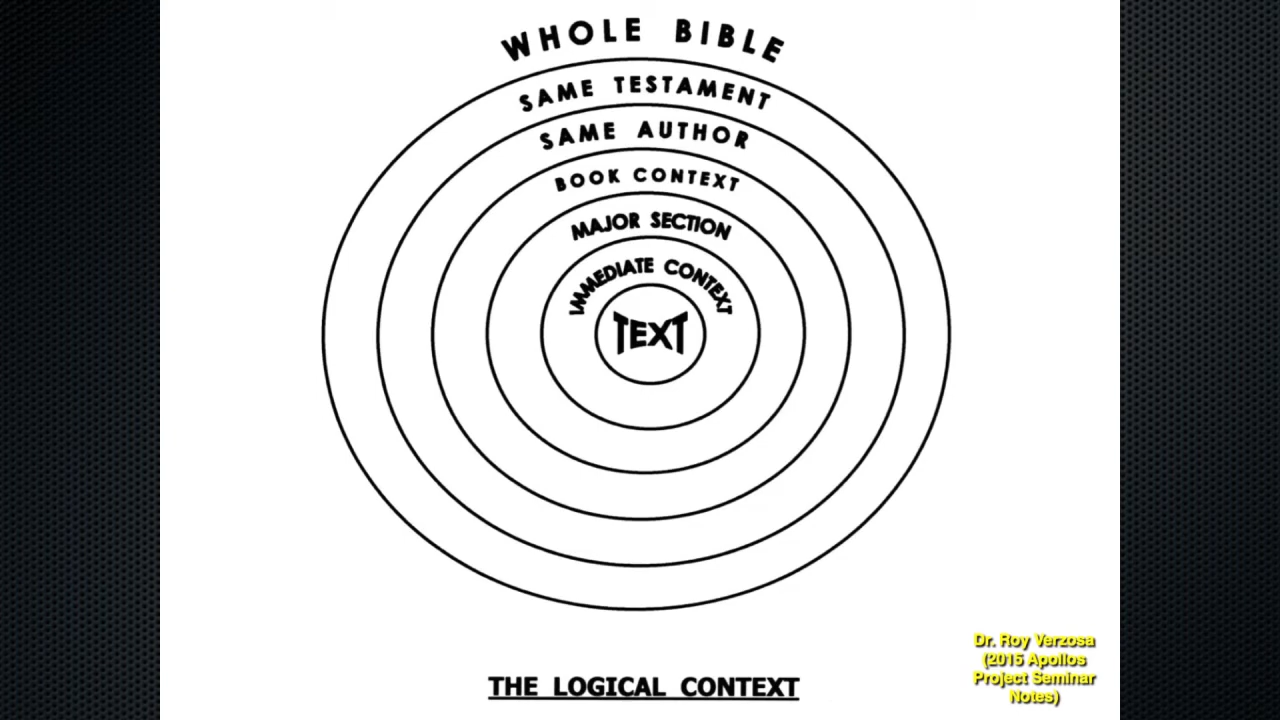 WHOLE BIBLE
SAME TESTAMENT
SAME AUTHOR
BOOK CONTEXT
MAJOR SECTION
IMMEDIATE CONTEXT
TEXT
THE LOGICAL CONTEXT
Dr. Roy Verzosa
(2015 Apollos
Project Seminar
Notes)